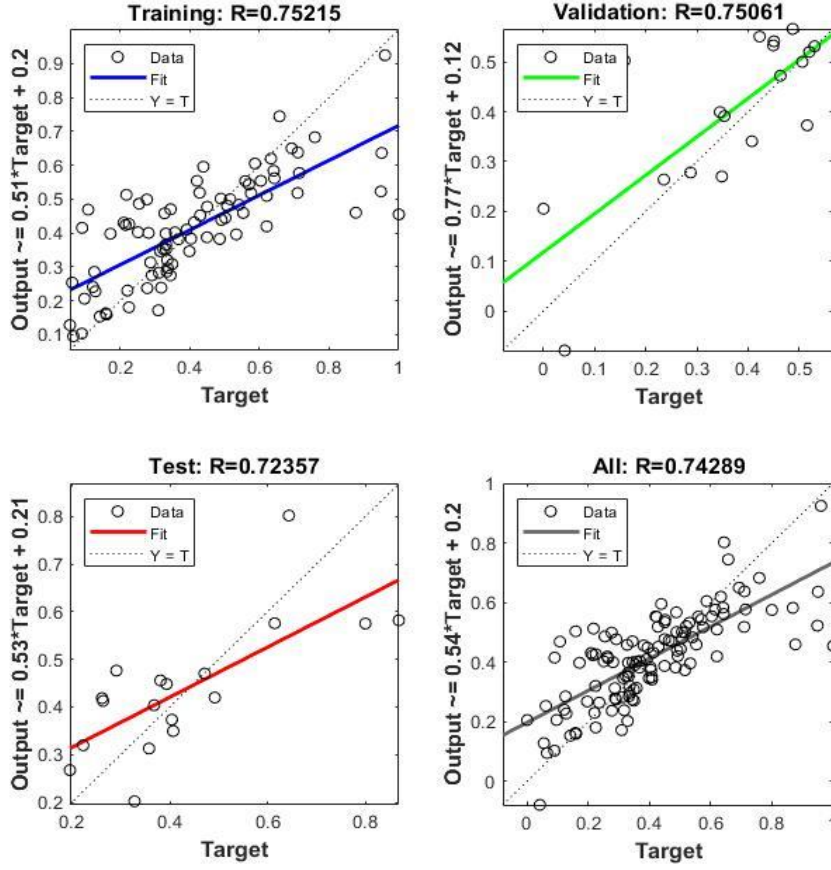 Training: R=0.75215
Data
Fit
Y = T
Output ~= 0.51*Target + 0.2
0.9
0.8
0.7
0.6
0.5
0.4
0.3
0.2
0.1
0.2
0.4
0.6
0.8
1
Target
Validation: R=0.75061
Data
Fit
Y = T
Output ~= 0.77*Target + 0.12
0.5
0.4
0.3
0.2
0.1
0
0
0.1
0.2
0.3
0.4
0.5
Target
Test: R=0.72357
Data
Fit
Y = T
Output ~= 0.53*Target + 0.21
0.8
0.7
0.6
0.5
0.4
0.3
0.2
0.2
0.4
0.6
0.8
Target
All: R=0.74289
Data
Fit
Y = T
Output ~= 0.54*Target + 0.2
1
0.8
0.6
0.4
0.2
0
0
0.2
0.4
0.6
0.8
1
Target